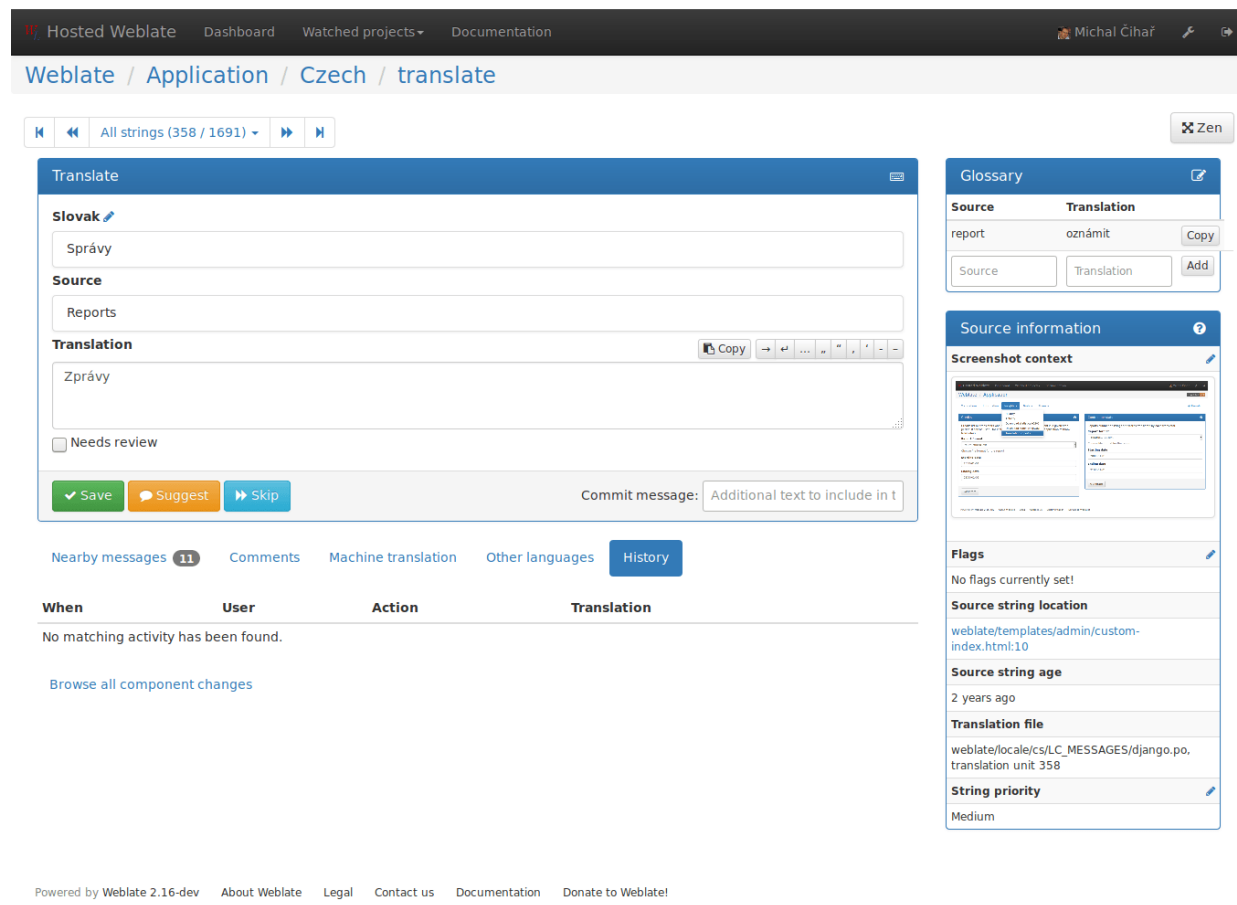 Hosted Weblate Dashboard Watched projects Documentation Michal Čihař
Weblate / Application / Czech / translate
All strings (358 / 1691)
Zen
Translate
Slovak
Správy
Source
Reports
Translation
Copy → ↵ … „ “ ‚ ‘ - –
Zprávy
Needs review
Save Suggest Skip Commit message: Additional text to include in t
Nearby messages 11 Comments Machine translation Other languages History
When User Action Translation
No matching activity has been found.
Browse all component changes
Glossary
Source Translation
report oznámit Copy
Source Translation Add
Source information
Screenshot context
Weblate / Application
Flags
No flags currently set!
Source string location
weblate/templates/admin/custom-
index.html:10
Source string age
2 years ago
Translation file
weblate/locale/cs/LC_MESSAGES/django.po,
translation unit 358
String priority
Medium
Powered by Weblate 2.16-dev About Weblate Legal Contact us Documentation Donate to Weblate!